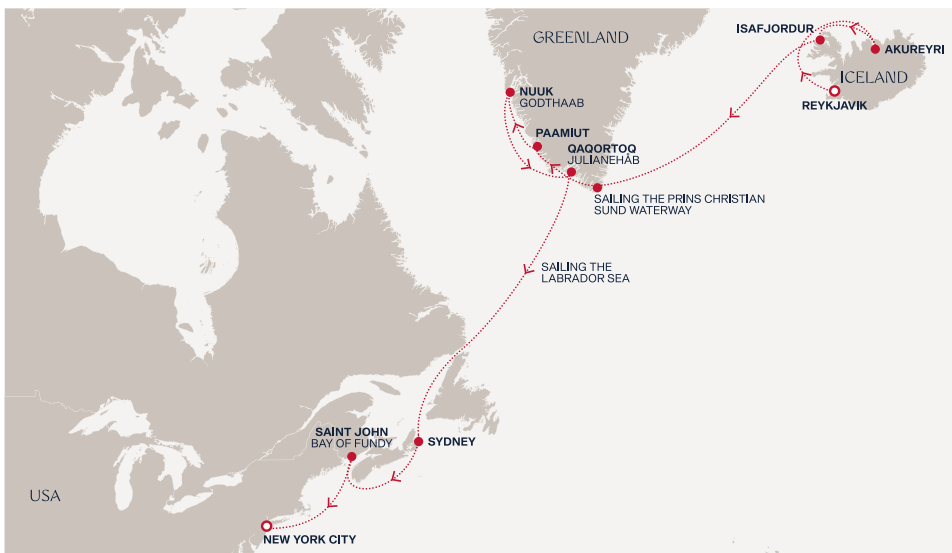 GREENLAND
ISAFJORDUR
AKUREYRI
ICELAND
REYKJAVIK
NUUK
GODTHAAB
PAAMIUT
QAQORTOQ
JULIANEHÅB
SAILING THE PRINS CHRISTIAN
SUND WATERWAY
SAILING THE
LABRADOR SEA
SAINT JOHN
BAY OF FUNDY
SYDNEY
USA
NEW YORK CITY